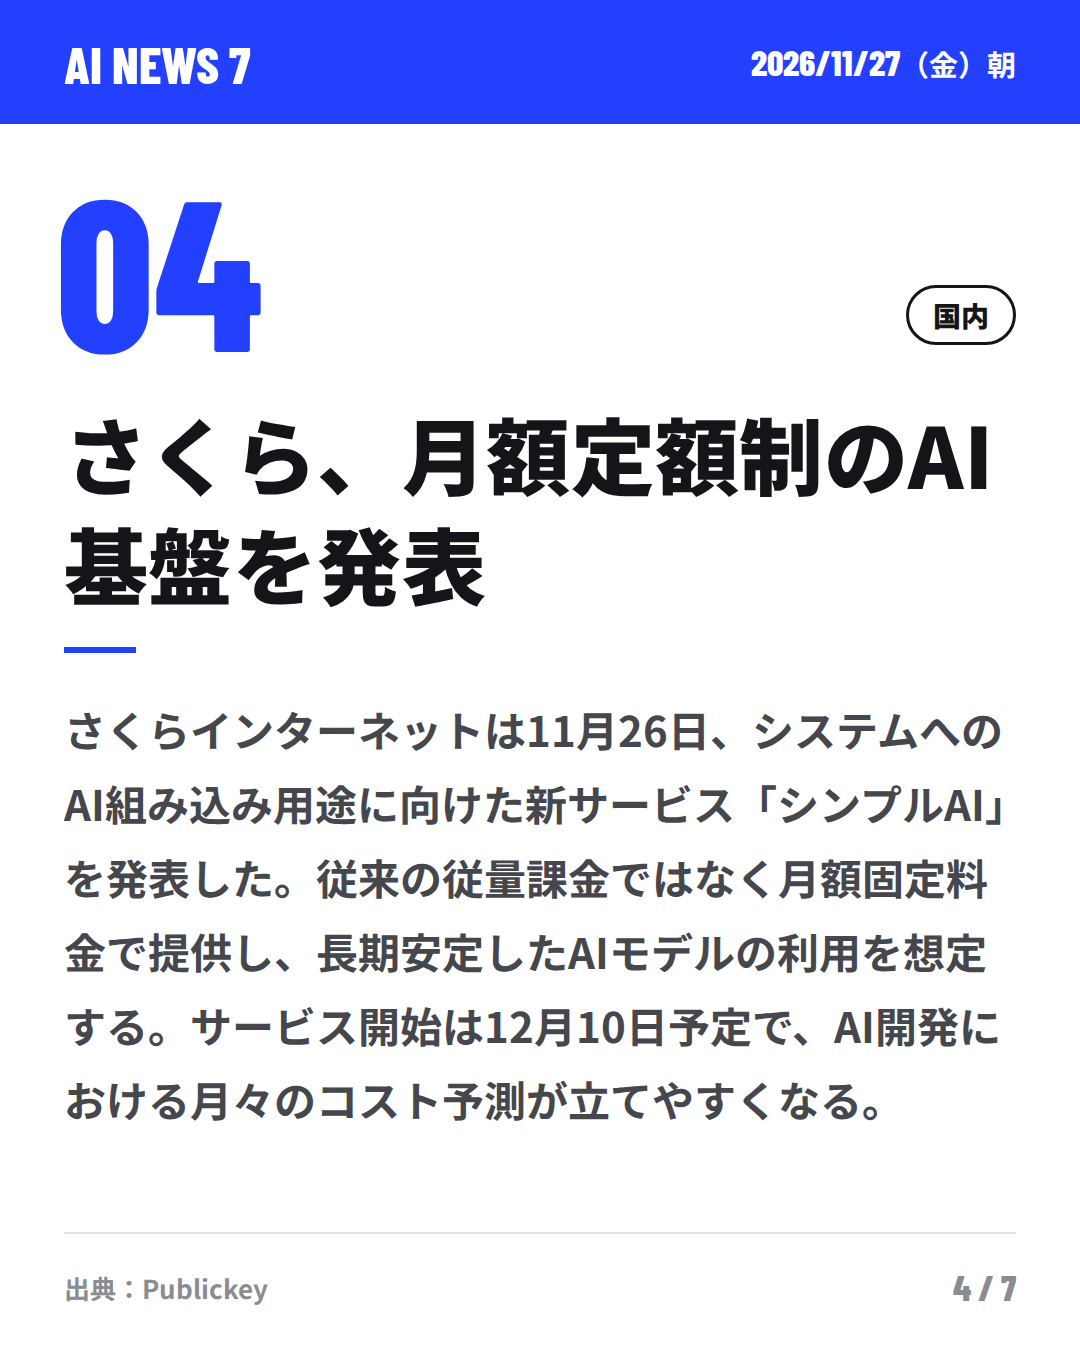 AI NEWS 7
2026/11/27（金）朝
04
国内
さくら、月額定額制のAI
基盤を発表
さくらインターネットは11月26日、システムへの
AI組み込み用途に向けた新サービス「シンプルAI」
を発表した。従来の従量課金ではなく月額固定料
金で提供し、長期安定したAIモデルの利用を想定
する。サービス開始は12月10日予定で、AI開発に
おける月々のコスト予測が立てやすくなる。
出典：Publickey
4 / 7